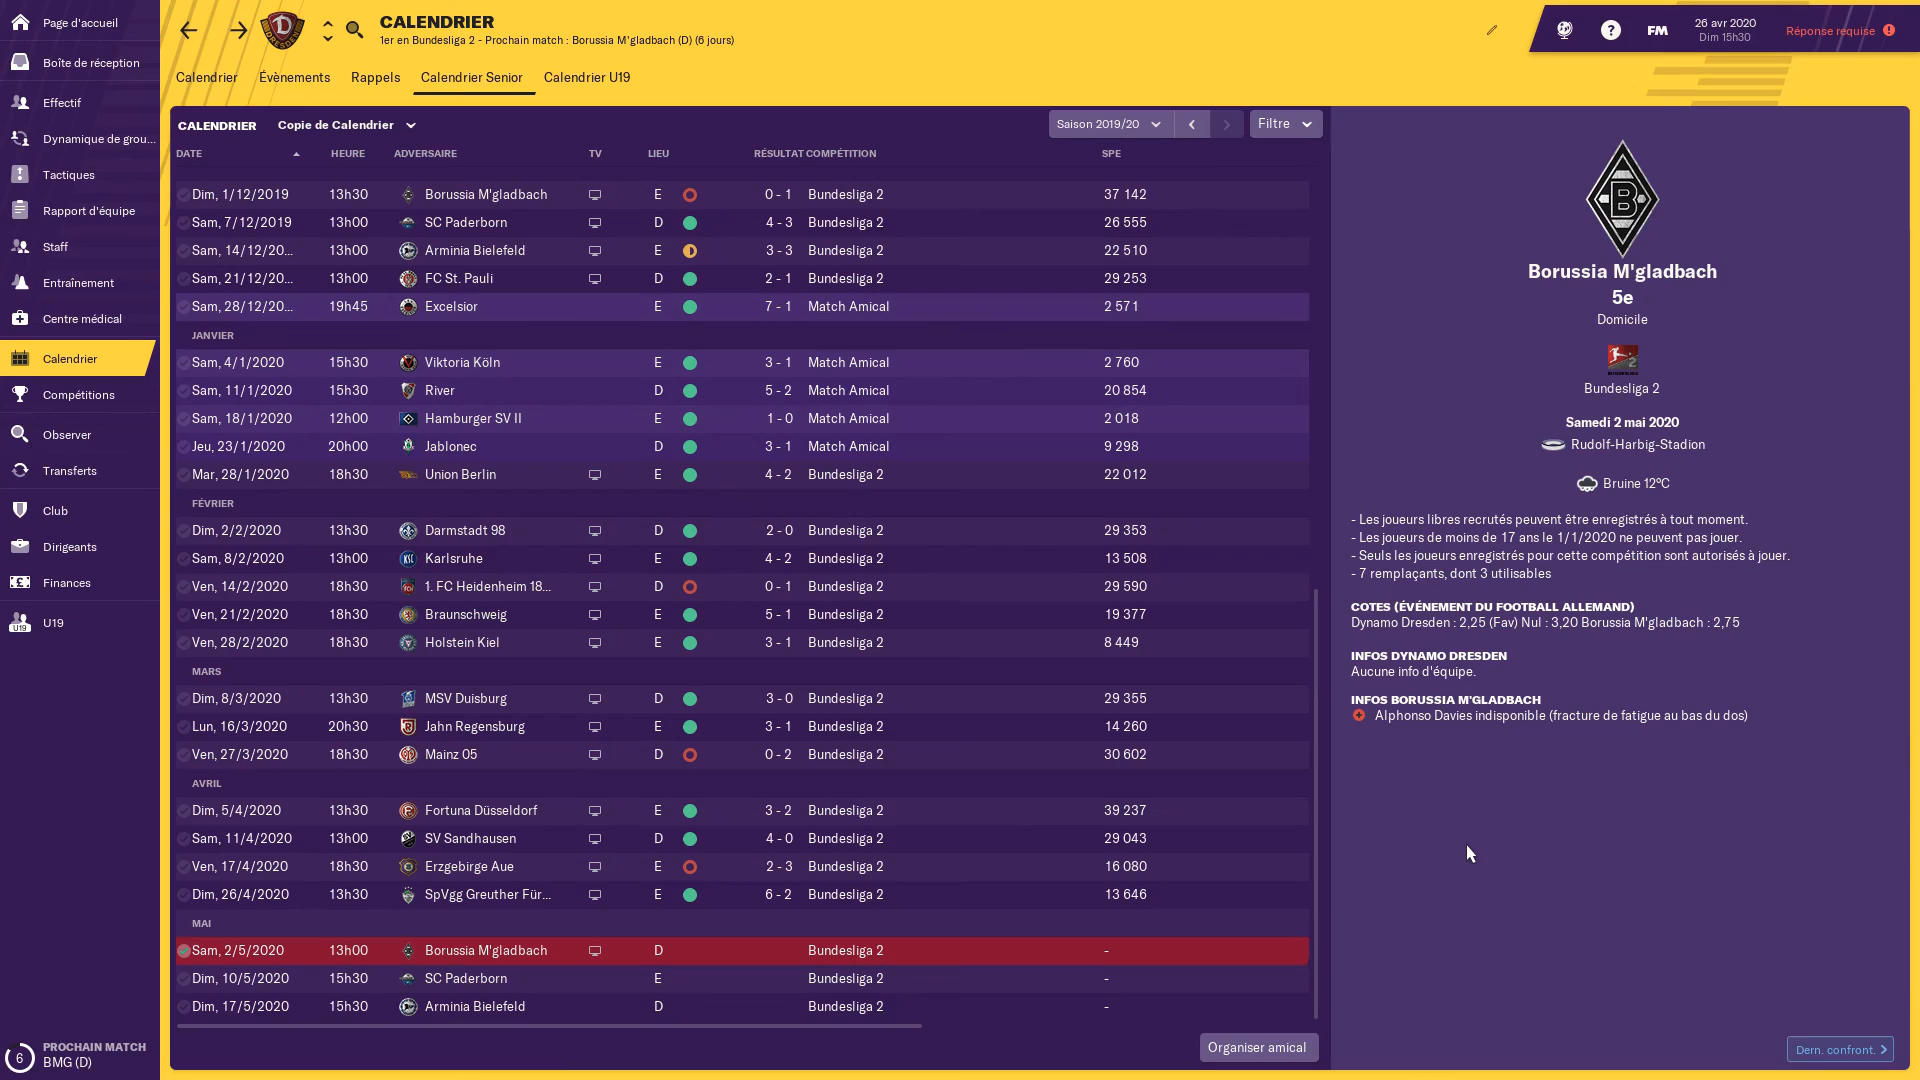 Page d'accueil
Boîte de réception
Effectif
Dynamique de grou...
Tactiques
Rapport d'équipe
Staff
Entraînement
Centre médical
Calendrier
Compétitions
Observer
Transferts
Club
Dirigeants
Finances
U19
PROCHAIN MATCH
6 BMG (D)
CALENDRIER
1er en Bundesliga 2 - Prochain match : Borussia M'gladbach (D) (6 jours)
FM
26 avr 2020
Dim 15h30
Réponse requise
Calendrier Évènements Rappels Calendrier Senior Calendrier U19
CALENDRIER Copie de Calendrier Saison 2019/20 Filtre
DATE HEURE ADVERSAIRE TV LIEU RÉSULTAT COMPÉTITION SPE
Dim, 1/12/2019 13h30 Borussia M'gladbach E 0 - 1 Bundesliga 2 37 142
Sam, 7/12/2019 13h00 SC Paderborn D 4 - 3 Bundesliga 2 26 555
Sam, 14/12/20... 13h00 Arminia Bielefeld E 3 - 3 Bundesliga 2 22 510
Sam, 21/12/20... 13h00 FC St. Pauli D 2 - 1 Bundesliga 2 29 253
Sam, 28/12/20... 19h45 Excelsior E 7 - 1 Match Amical 2 571
JANVIER
Sam, 4/1/2020 15h30 Viktoria Köln E 3 - 1 Match Amical 2 760
Sam, 11/1/2020 15h30 River D 5 - 2 Match Amical 20 854
Sam, 18/1/2020 12h00 Hamburger SV II E 1 - 0 Match Amical 2 018
Jeu, 23/1/2020 20h00 Jablonec D 3 - 1 Match Amical 9 298
Mar, 28/1/2020 18h30 Union Berlin E 4 - 2 Bundesliga 2 22 012
FÉVRIER
Dim, 2/2/2020 13h30 Darmstadt 98 D 2 - 0 Bundesliga 2 29 353
Sam, 8/2/2020 13h00 Karlsruhe E 4 - 2 Bundesliga 2 13 508
Ven, 14/2/2020 18h30 1. FC Heidenheim 18... D 0 - 1 Bundesliga 2 29 590
Ven, 21/2/2020 18h30 Braunschweig E 5 - 1 Bundesliga 2 19 377
Ven, 28/2/2020 18h30 Holstein Kiel E 3 - 1 Bundesliga 2 8 449
MARS
Dim, 8/3/2020 13h30 MSV Duisburg D 3 - 0 Bundesliga 2 29 355
Lun, 16/3/2020 20h30 Jahn Regensburg E 3 - 1 Bundesliga 2 14 260
Ven, 27/3/2020 18h30 Mainz 05 D 0 - 2 Bundesliga 2 30 602
AVRIL
Dim, 5/4/2020 13h30 Fortuna Düsseldorf E 3 - 2 Bundesliga 2 39 237
Sam, 11/4/2020 13h00 SV Sandhausen D 4 - 0 Bundesliga 2 29 043
Ven, 17/4/2020 18h30 Erzgebirge Aue E 2 - 3 Bundesliga 2 16 080
Dim, 26/4/2020 13h30 SpVgg Greuther Für... E 6 - 2 Bundesliga 2 13 646
MAI
Sam, 2/5/2020 13h00 Borussia M'gladbach D Bundesliga 2 -
Dim, 10/5/2020 15h30 SC Paderborn E Bundesliga 2 -
Dim, 17/5/2020 15h30 Arminia Bielefeld D Bundesliga 2 -
Organiser amical
Borussia M'gladbach
5e
Domicile
Bundesliga 2
Samedi 2 mai 2020
Rudolf-Harbig-Stadion
Bruine 12°C
- Les joueurs libres recrutés peuvent être enregistrés à tout moment.
- Les joueurs de moins de 17 ans le 1/1/2020 ne peuvent pas jouer.
- Seuls les joueurs enregistrés pour cette compétition sont autorisés à jouer.
- 7 remplaçants, dont 3 utilisables
COTES (ÉVÉNEMENT DU FOOTBALL ALLEMAND)
Dynamo Dresden : 2,25 (Fav) Nul : 3,20 Borussia M'gladbach : 2,75
INFOS DYNAMO DRESDEN
Aucune info d'équipe.
INFOS BORUSSIA M'GLADBACH
Alphonso Davies indisponible (fracture de fatigue au bas du dos)
Dern. confront.